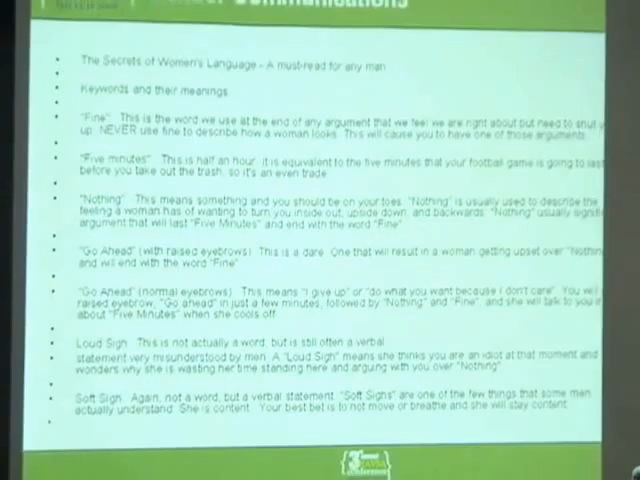 Communications
The Secrets of Women's Language - A must-read for any man
Keywords and their meanings
"Fine" This is the word we use at the end of any argument that we feel we are right about but need to shut
up. NEVER use fine to describe how a woman looks. This will cause you to have one of those arguments
"Five minutes" This is half an hour. it is equivalent to the five minutes that your football game is going to last
before you take out the trash, so it's an even trade
"Nothing" This means something and you should be on your toes. "Nothing" is usually used to describe the
feeling a woman has of wanting to turn you inside out, upside down, and backwards. "Nothing" usually
argument that will last "Five Minutes" and end with the word "Fine"
"Go Ahead" (with raised eyebrows) This is a dare. One that will result in a woman getting upset over "Nothin
and will end with the word "Fine"
"Go Ahead" (normal eyebrows) This means "I give up" or "do what you want because I don't care" You will
raised eyebrow, "Go ahead" in just a few minutes, followed by "Nothing" and "Fine", and she will talk to you
about "Five Minutes" when she cools off
Loud Sigh This is not actually a word, but is still often a verbal
statement very misunderstood by men. A "Loud Sigh" means she thinks you are an idiot at that moment and
wonders why she is wasting her time standing here and arguing with you over "Nothing"
Soft Sigh Again, not a word, but a verbal statement. "Soft Sighs" are one of the few things that some men
actually understand. She is content. Your best bet is to not move or breathe and she will stay content
conference